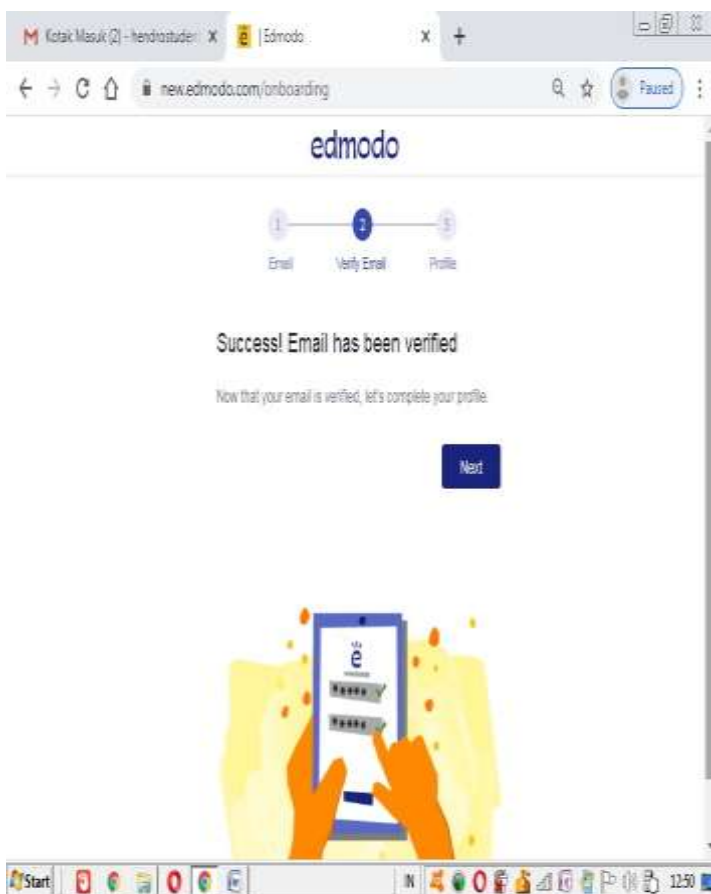 Kotak Masuk (2) - hendrostuden
| Edmodo
new.edmodo.com/onboarding
Paused
edmodo
1
2
3
Email
Verify Email
Profile
Success! Email has been verified
Now that your email is verified, let's complete your profile.
Next
ë
Start
IN
12:50